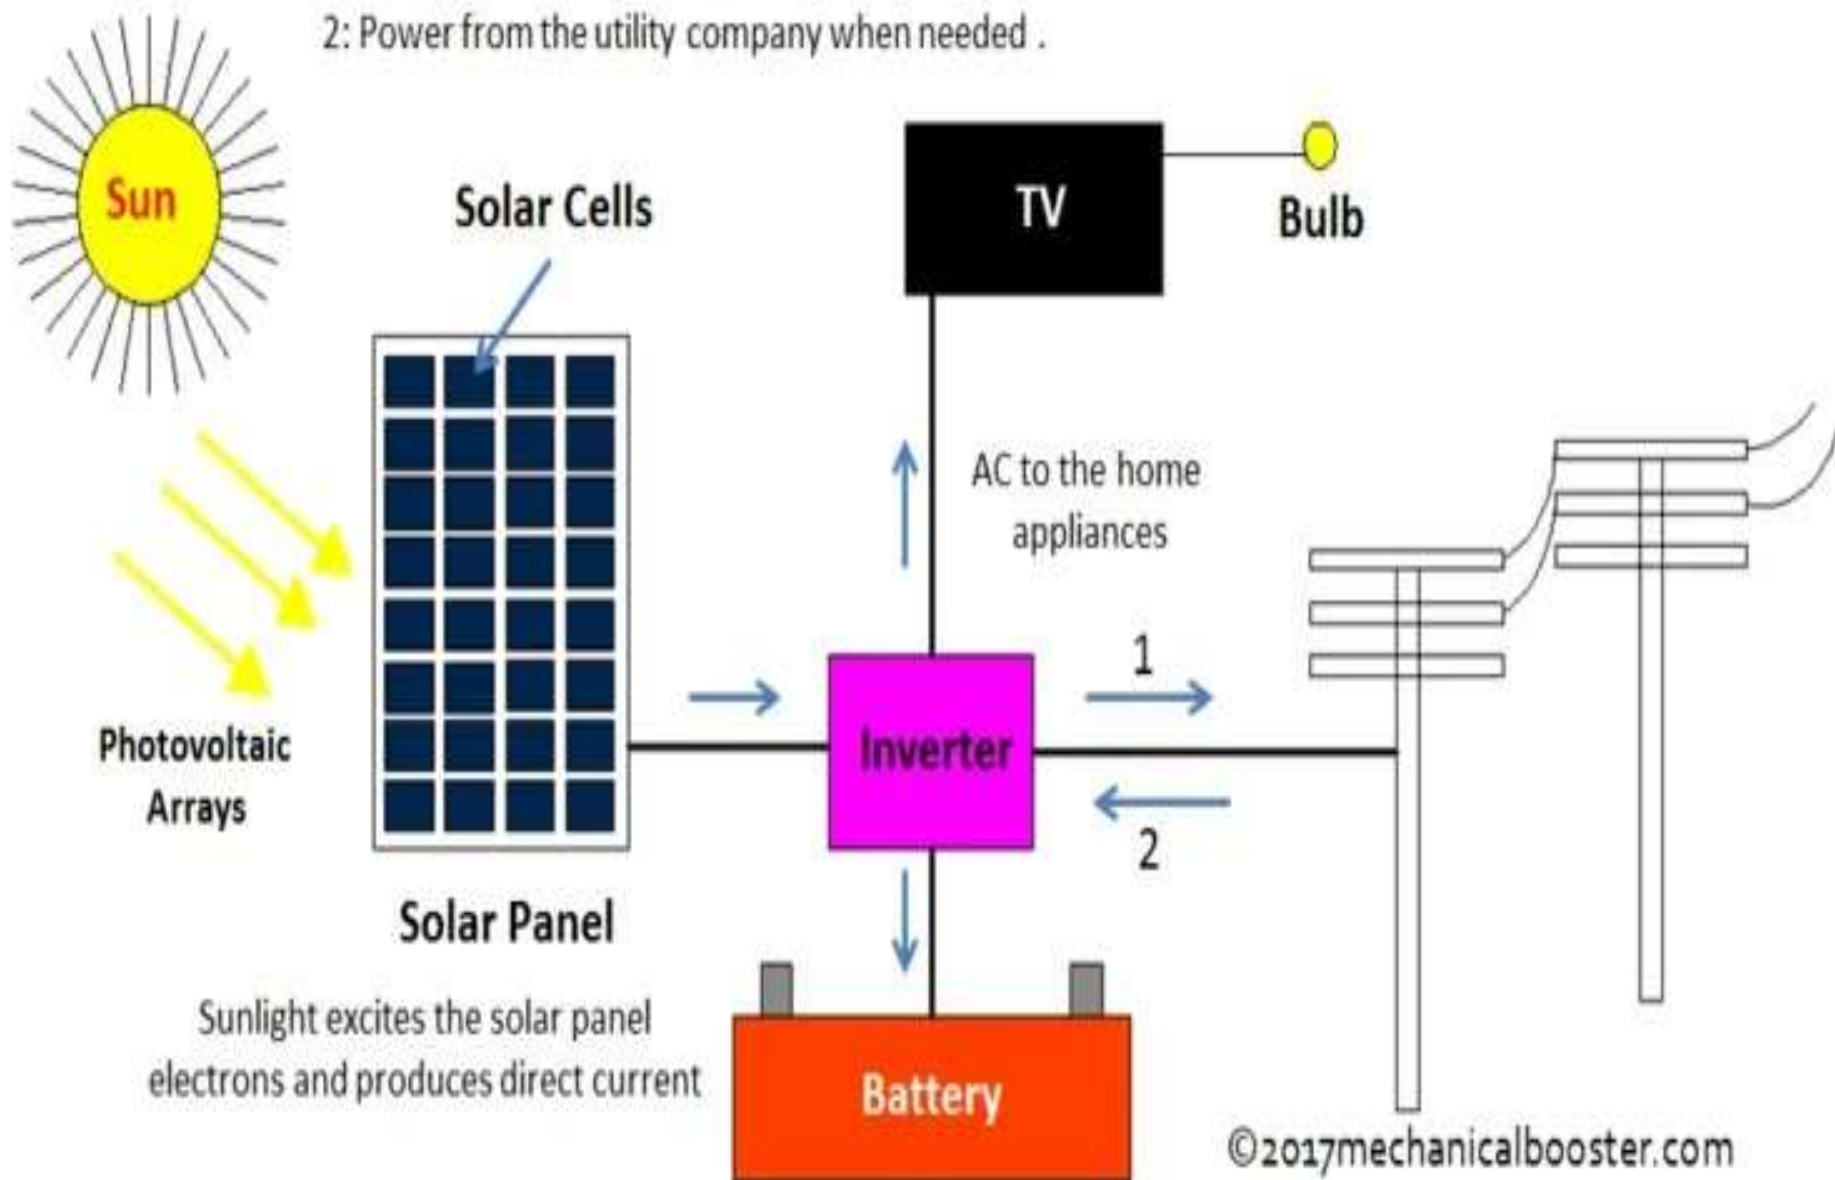 2: Power from the utility company when needed .
Sun
Solar Cells
TV
Bulb
AC to the home
appliances
1
Inverter
2
Photovoltaic
Arrays
Solar Panel
Sunlight excites the solar panel
electrons and produces direct current
Battery
©2017mechanicalbooster.com